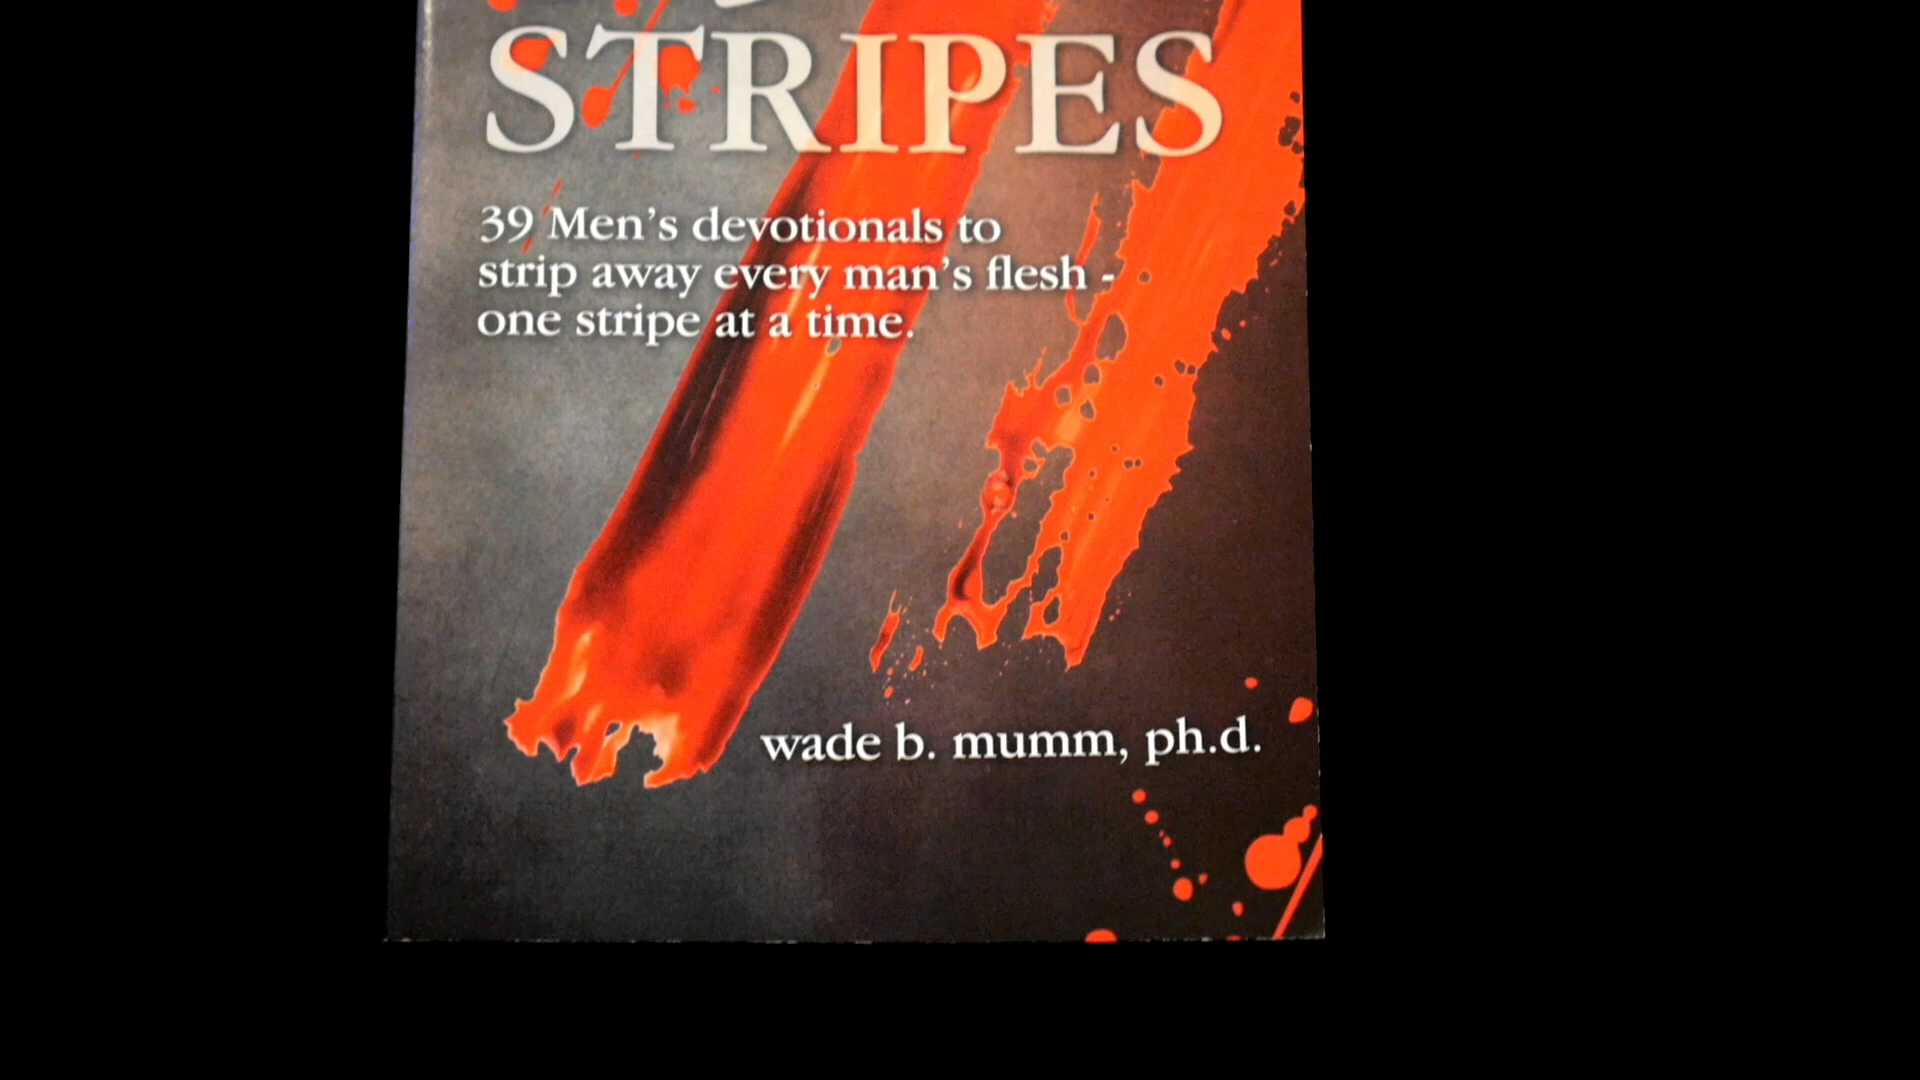 STRIPES
39 Men's devotionals to
strip away every man's flesh -
one stripe at a time.
wade b. mumm, ph.d.